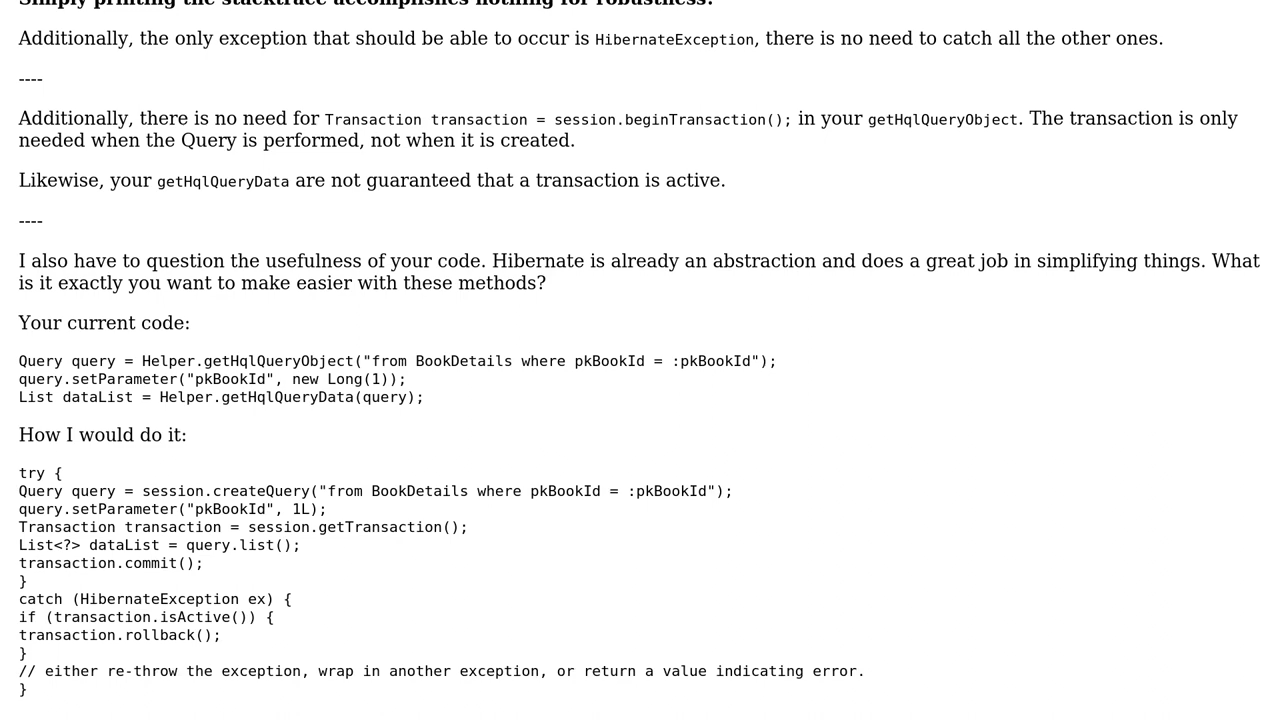 Simply printing the stacktrace accomplishes nothing for robustness!
Additionally, the only exception that should be able to occur is HibernateException, there is no need to catch all the other ones.
----
Additionally, there is no need for Transaction transaction = session.beginTransaction(); in your getHqlQueryObject. The transaction is only
needed when the Query is performed, not when it is created.
Likewise, your getHqlQueryData are not guaranteed that a transaction is active.
----
I also have to question the usefulness of your code. Hibernate is already an abstraction and does a great job in simplifying things. What
is it exactly you want to make easier with these methods?
Your current code:
Query query = Helper.getHqlQueryObject("from BookDetails where pkBookId = :pkBookId");
query.setParameter("pkBookId", new Long(1));
List dataList = Helper.getHqlQueryData(query);
How I would do it:
try {
Query query = session.createQuery("from BookDetails where pkBookId = :pkBookId");
query.setParameter("pkBookId", 1L);
Transaction transaction = session.getTransaction();
List<?> dataList = query.list();
transaction.commit();
}
catch (HibernateException ex) {
if (transaction.isActive()) {
transaction.rollback();
}
// either re-throw the exception, wrap in another exception, or return a value indicating error.
}